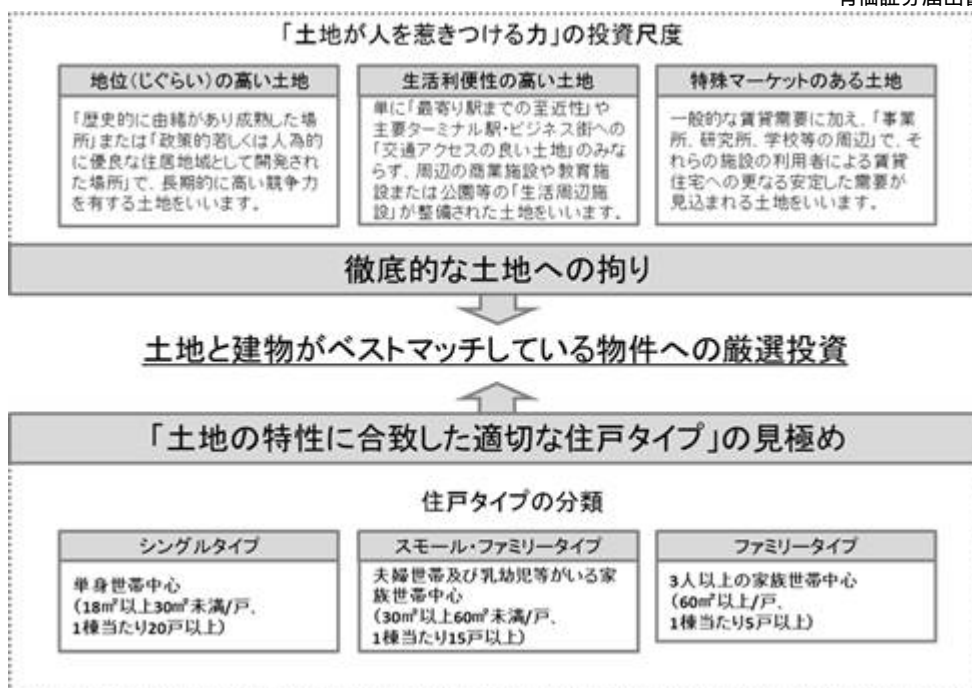 「土地が人を惹きつける力」の投資尺度
地位(じぐらい)の高い土地
「歴史的に由緒があり成熟した場
所」または「政策的若しくは人為的
に優良な住居地域として開発され
た場所」で、長期的に高い競争力
を有する土地をいいます。
生活利便性の高い土地
単に「最寄り駅までの至近性」や
主要ターミナル駅・ビジネス街への
「交通アクセスの良い土地」のみな
らず、周辺の商業施設や教育施
設または公園等の「生活周辺施
設」が整備された土地をいいます。
特殊マーケットのある土地
一般的な賃貸需要に加え、「事業
所、研究所、学校等の周辺」で、そ
れらの施設の利用者による賃貸
住宅への更なる安定した需要が
見込まれる土地をいいます。
徹底的な土地への拘り
土地と建物がベストマッチしている物件への厳選投資
「土地の特性に合致した適切な住戸タイプ」の見極め
住戸タイプの分類
シングルタイプ
単身世帯中心
(18㎡以上30㎡未満/戸、
1棟当たり20戸以上)
スモール・ファミリータイプ
夫婦世帯及び乳幼児等がいる家
族世帯中心
(30㎡以上60㎡未満/戸、
1棟当たり15戸以上)
ファミリータイプ
3人以上の家族世帯中心
(60㎡以上/戸、
1棟当たり5戸以上)